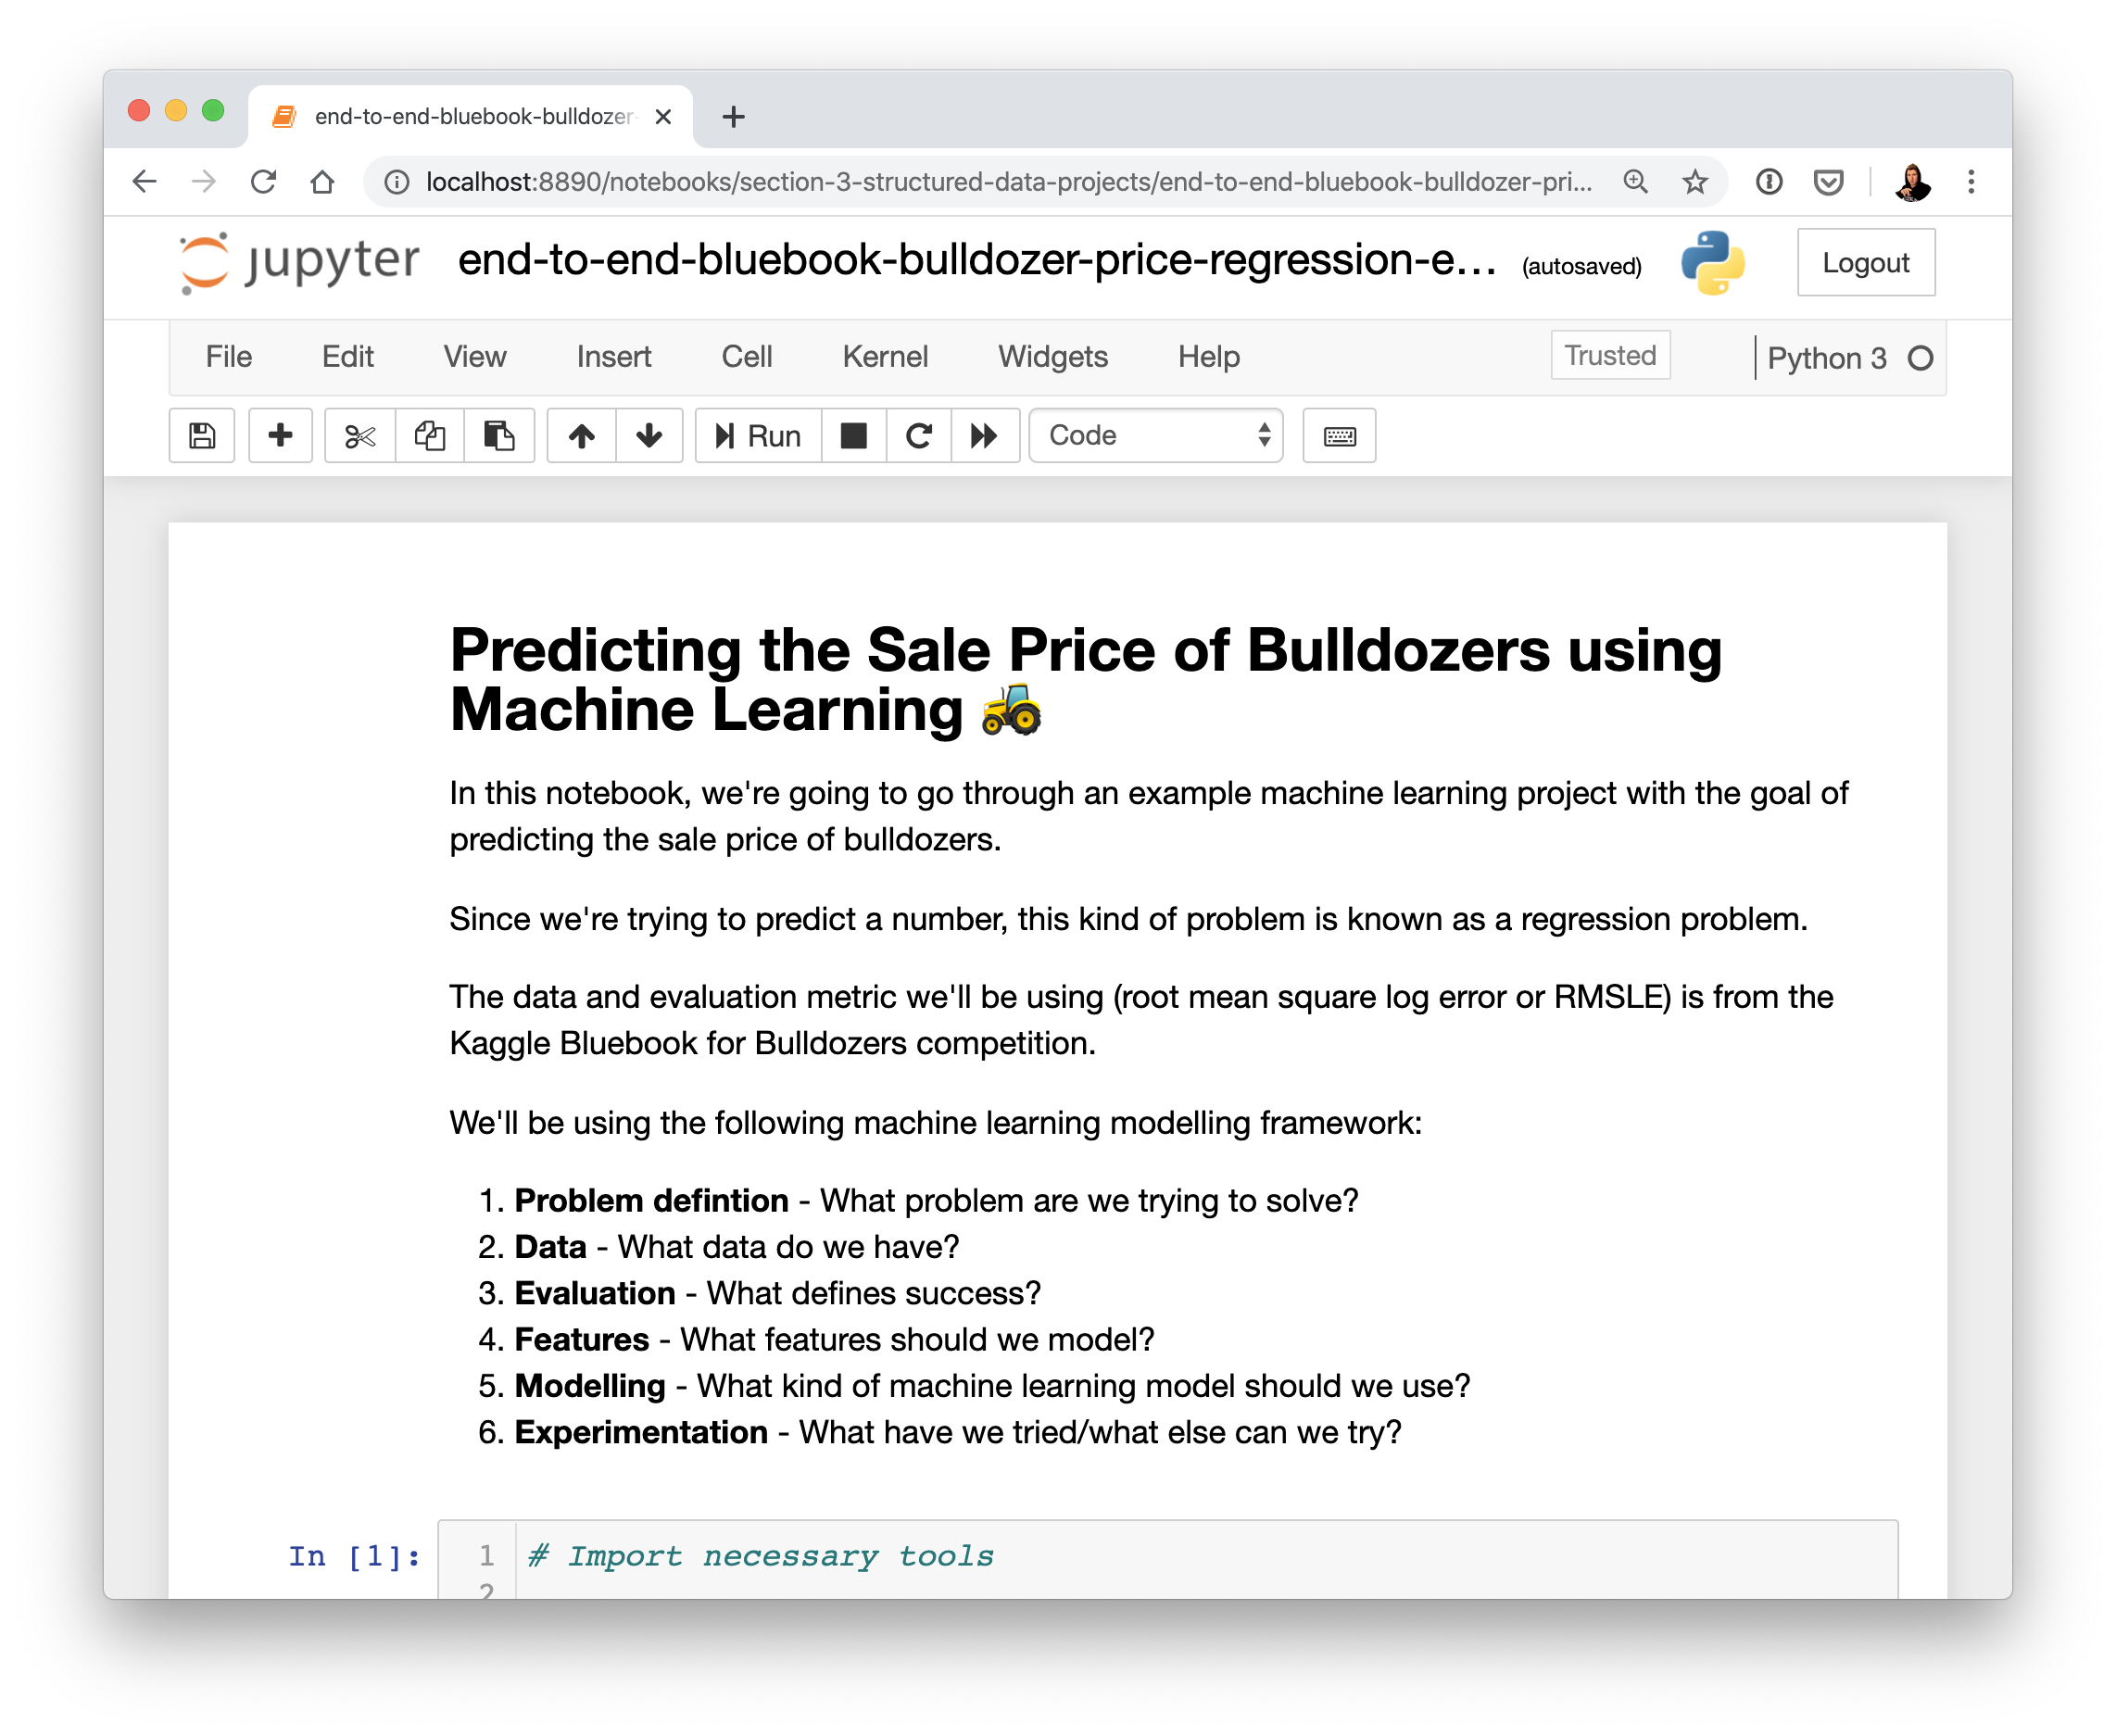 end-to-end-bluebook-bulldozer-
localhost:8890/notebooks/section-3-structured-data-projects/end-to-end-bluebook-bulldozer-pri...
jupyter end-to-end-bluebook-bulldozer-price-regression-e... (autosaved) Logout
File Edit View Insert Cell Kernel Widgets Help Trusted Python 3
Run Code
Predicting the Sale Price of Bulldozers using
Machine Learning 🚜
In this notebook, we're going to go through an example machine learning project with the goal of
predicting the sale price of bulldozers.
Since we're trying to predict a number, this kind of problem is known as a regression problem.
The data and evaluation metric we'll be using (root mean square log error or RMSLE) is from the
Kaggle Bluebook for Bulldozers competition.
We'll be using the following machine learning modelling framework:
1. Problem defintion - What problem are we trying to solve?
2. Data - What data do we have?
3. Evaluation - What defines success?
4. Features - What features should we model?
5. Modelling - What kind of machine learning model should we use?
6. Experimentation - What have we tried/what else can we try?
In [1]: 1 # Import necessary tools
2